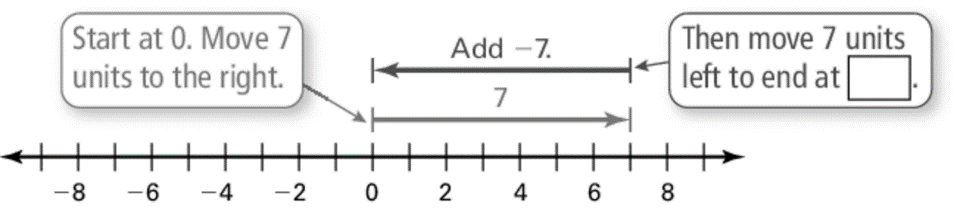 Start at 0. Move 7
units to the right.
Add −7.
7
Then move 7 units
left to end at .
−8 −6 −4 −2 0 2 4 6 8